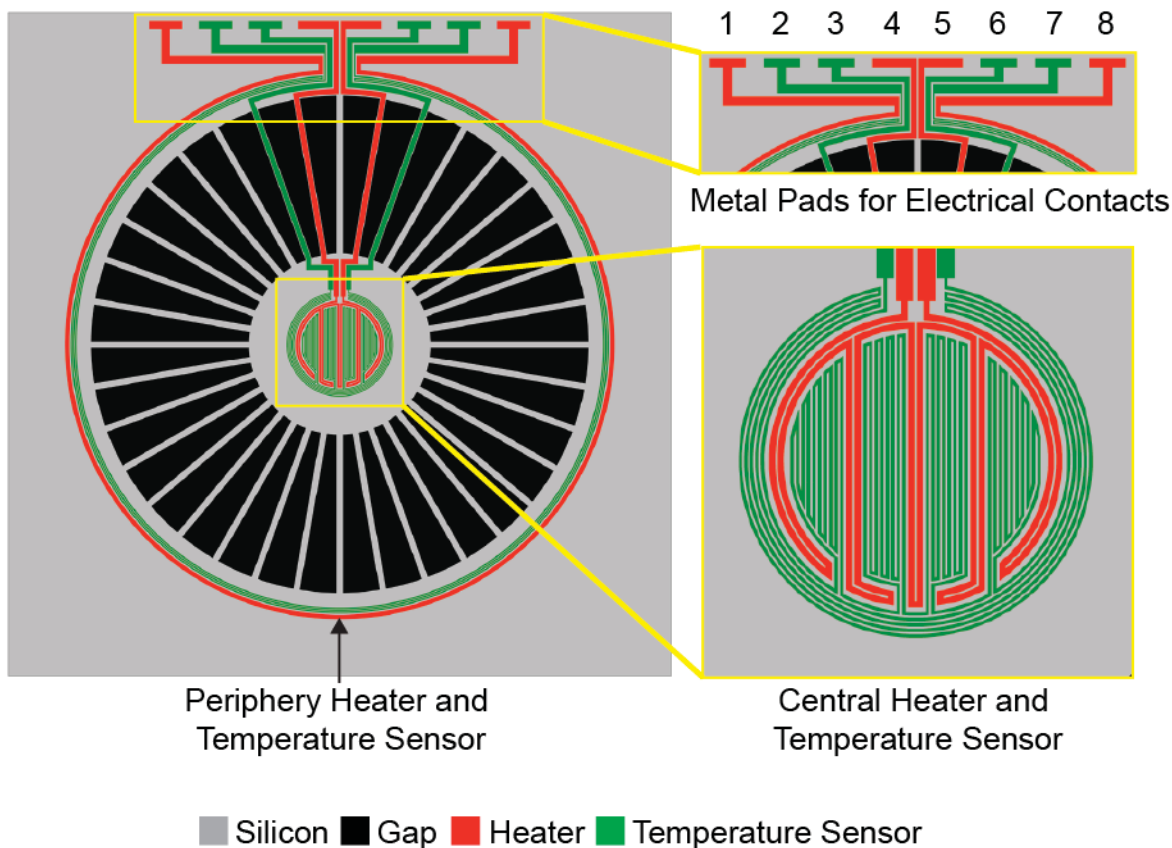 1 2 3 4 5 6 7 8
Metal Pads for Electrical Contacts
Periphery Heater and
Temperature Sensor
Central Heater and
Temperature Sensor
Silicon Gap Heater Temperature Sensor